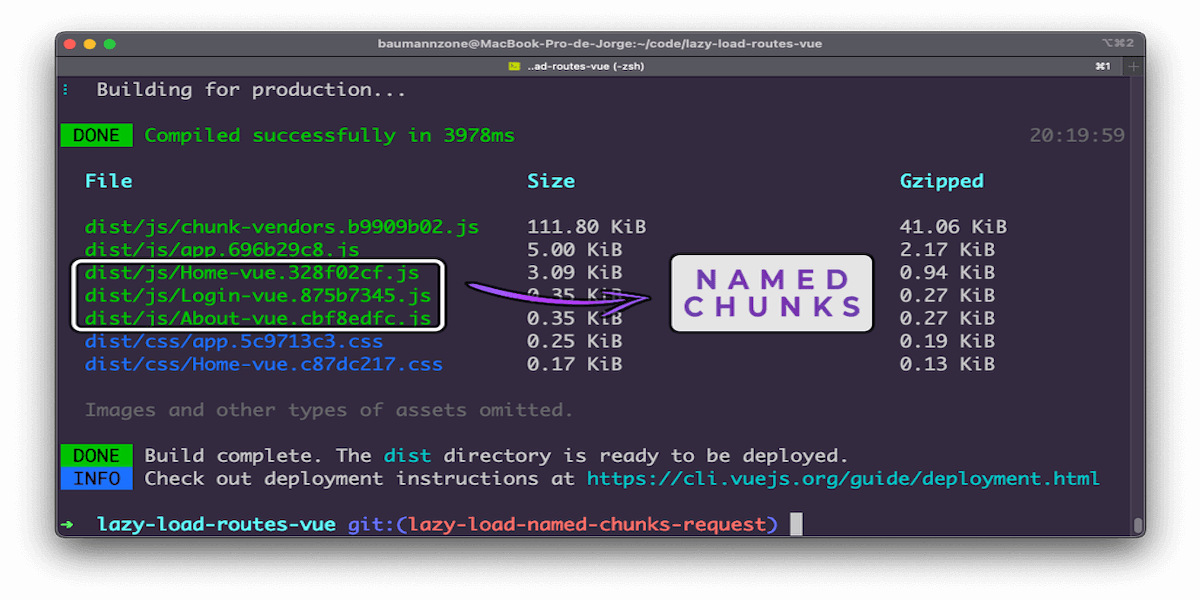 baumannzone@MacBook-Pro-de-Jorge:~/code/lazy-load-routes-vue ⌥⌘2
..ad-routes-vue (-zsh) ⌘1
Building for production...
DONE Compiled successfully in 3978ms 20:19:59
File Size Gzipped
dist/js/chunk-vendors.b9909b02.js 111.80 KiB 41.06 KiB
dist/js/app.696b29c8.js 5.00 KiB 2.17 KiB
dist/js/Home-vue.328f02cf.js 3.09 KiB 0.94 KiB
dist/js/Login-vue.875b7345.js 0.35 KiB 0.27 KiB
dist/js/About-vue.cbf8edfc.js 0.35 KiB 0.27 KiB
NAMED
CHUNKS
dist/css/app.5c9713c3.css 0.25 KiB 0.19 KiB
dist/css/Home-vue.c87dc217.css 0.17 KiB 0.13 KiB
Images and other types of assets omitted.
DONE Build complete. The dist directory is ready to be deployed.
INFO Check out deployment instructions at https://cli.vuejs.org/guide/deployment.html
➜ lazy-load-routes-vue git:(lazy-load-named-chunks-request)